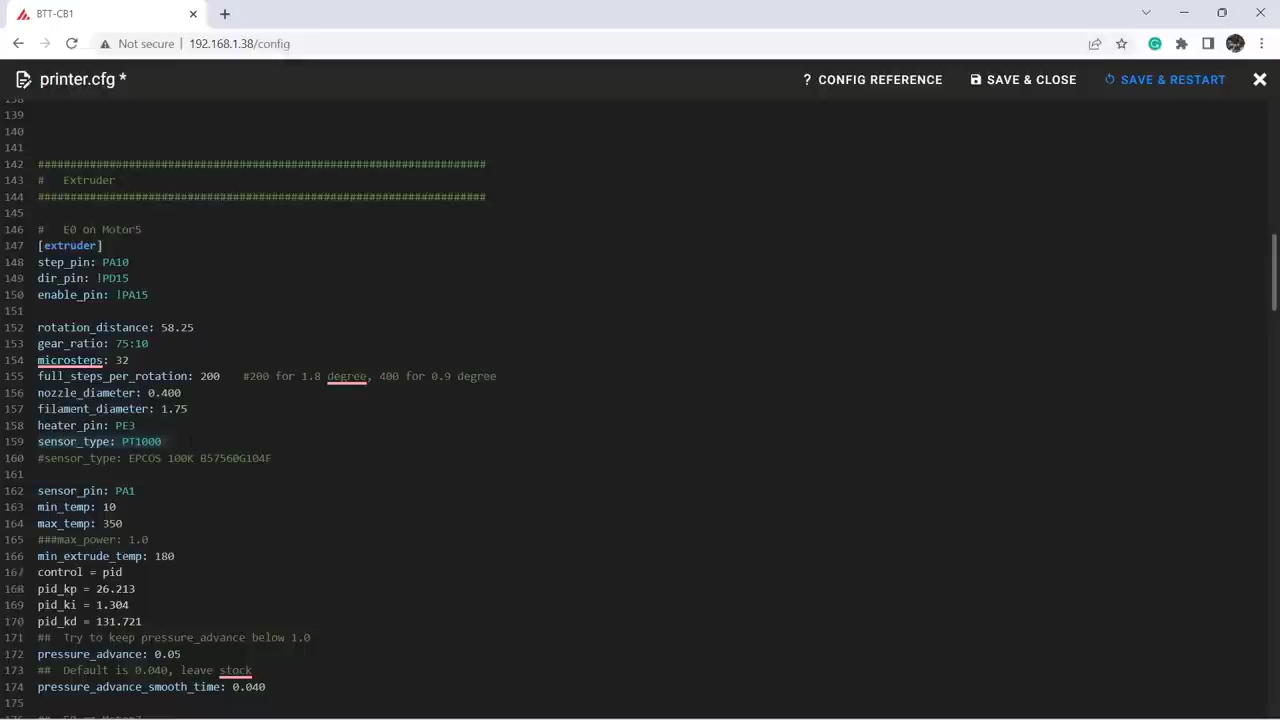 BTT-CB1
Not secure | 192.168.1.38/config
printer.cfg *
? CONFIG REFERENCE
SAVE & CLOSE
SAVE & RESTART
138
139
140
141
142 #####################################################################
143 #   Extruder
144 #####################################################################
145
146 #   E0 on Motor5
147 [extruder]
148 step_pin: PA10
149 dir_pin: !PD15
150 enable_pin: !PA15
151
152 rotation_distance: 58.25
153 gear_ratio: 75:10
154 microsteps: 32
155 full_steps_per_rotation: 200    #200 for 1.8 degree, 400 for 0.9 degree
156 nozzle_diameter: 0.400
157 filament_diameter: 1.75
158 heater_pin: PE3
159 sensor_type: PT1000
160 #sensor_type: EPCOS 100K B57560G104F
161
162 sensor_pin: PA1
163 min_temp: 10
164 max_temp: 350
165 ###max_power: 1.0
166 min_extrude_temp: 180
167 control = pid
168 pid_kp = 26.213
169 pid_ki = 1.304
170 pid_kd = 131.721
171 ##  Try to keep pressure_advance below 1.0
172 pressure_advance: 0.05
173 ##  Default is 0.040, leave stock
174 pressure_advance_smooth_time: 0.040
175